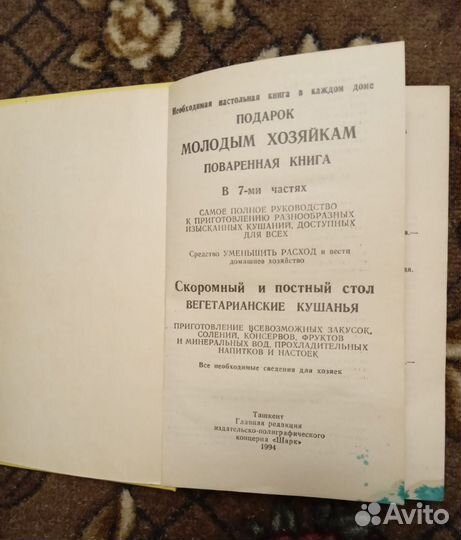 Необходимая настольная книга в каждом доме
ПОДАРОК
МОЛОДЫМ ХОЗЯЙКАМ
ПОВАРЕННАЯ КНИГА
В 7-ми частях
САМОЕ ПОЛНОЕ РУКОВОДСТВО
К ПРИГОТОВЛЕНИЮ РАЗНООБРАЗНЫХ
ИЗЫСКАННЫХ КУШАНИЙ, ДОСТУПНЫХ
ДЛЯ ВСЕХ
Средство УМЕНЬШИТЬ РАСХОД и вести
домашнее хозяйство
Скоромный и постный стол
ВЕГЕТАРИАНСКИЕ КУШАНЬЯ
ПРИГОТОВЛЕНИЕ ВСЕВОЗМОЖНЫХ ЗАКУСОК,
СОЛЕНИЙ, КОНСЕРВОВ, ФРУКТОВ
И МИНЕРАЛЬНЫХ ВОД, ПРОХЛАДИТЕЛЬНЫХ
НАПИТКОВ И НАСТОЕК
Все необходимые сведения для хозяек
Ташкент
Главная редакция
издательско-полиграфического
концерна «Шарк»
1994
Avito